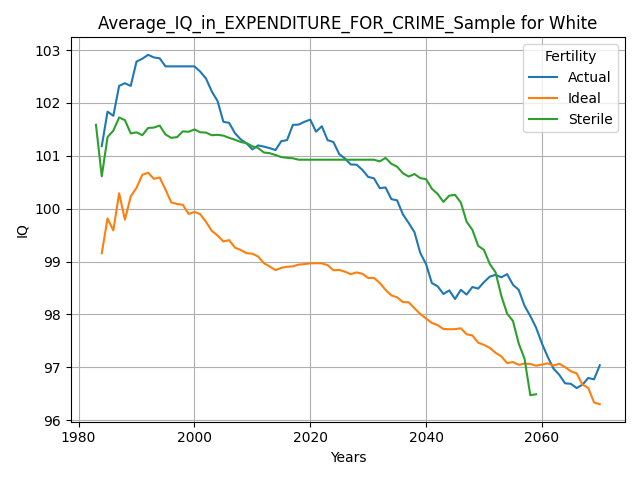 Average_IQ_in_EXPENDITURE_FOR_CRIME_Sample for White
Fertility
Actual
Ideal
Sterile
IQ
103
102
101
100
99
98
97
96
1980
2000
2020
2040
2060
Years